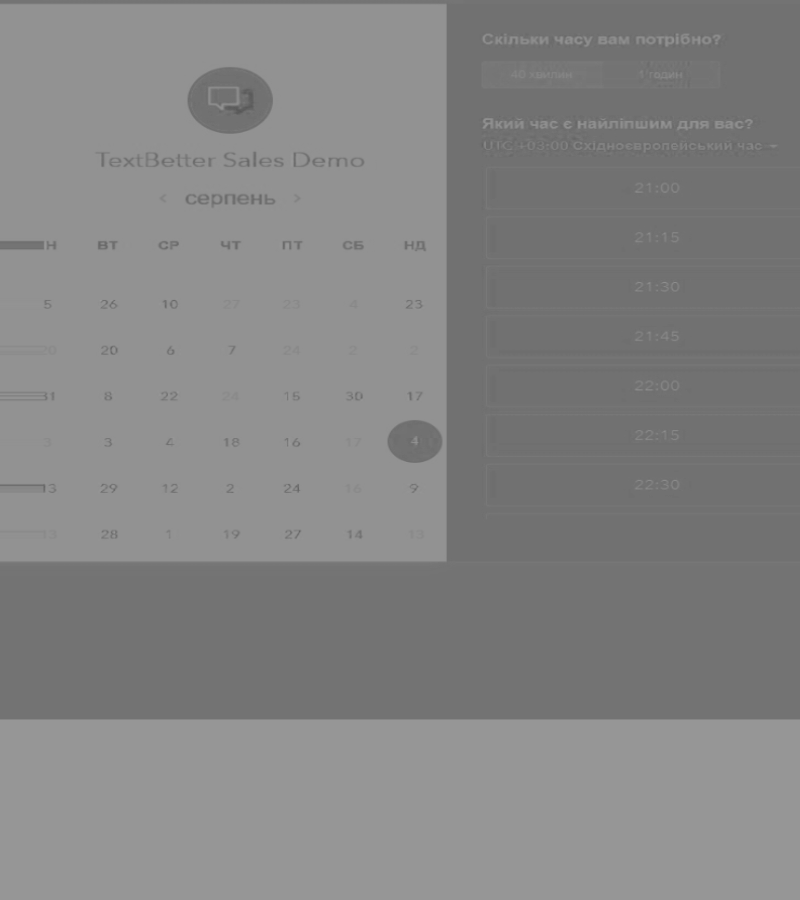 TextBetter Sales Demo
серпень
Н ВТ СР ЧТ ПТ СБ НД
5 26 10 27 23 4 23
20 20 6 7 24 2 2
31 8 22 24 15 30 17
3 3 4 18 16 17 4
13 29 12 2 24 16 9
13 28 1 19 27 14 13
Скільки часу вам потрібно?
40 хвилин 1 годин
Який час є найліпшим для вас?
UTC +03:00 Східноєвропейський час
21:00
21:15
21:30
21:45
22:00
22:15
22:30